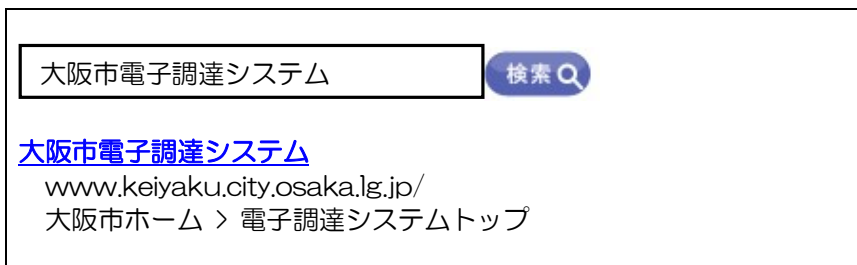 大阪市電子調達システム
検索
大阪市電子調達システム
www.keiyaku.city.osaka.lg.jp/
大阪市ホーム > 電子調達システムトップ